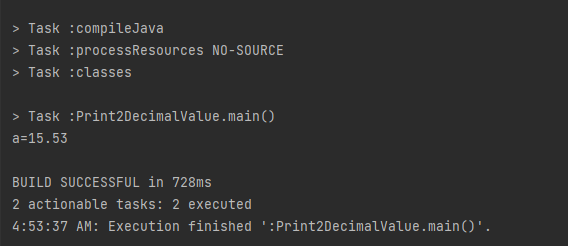 > Task :compileJava
> Task :processResources NO-SOURCE
> Task :classes
> Task :Print2DecimalValue.main()
a=15.53
BUILD SUCCESSFUL in 728ms
2 actionable tasks: 2 executed
4:53:37 AM: Execution finished ':Print2DecimalValue.main()'.